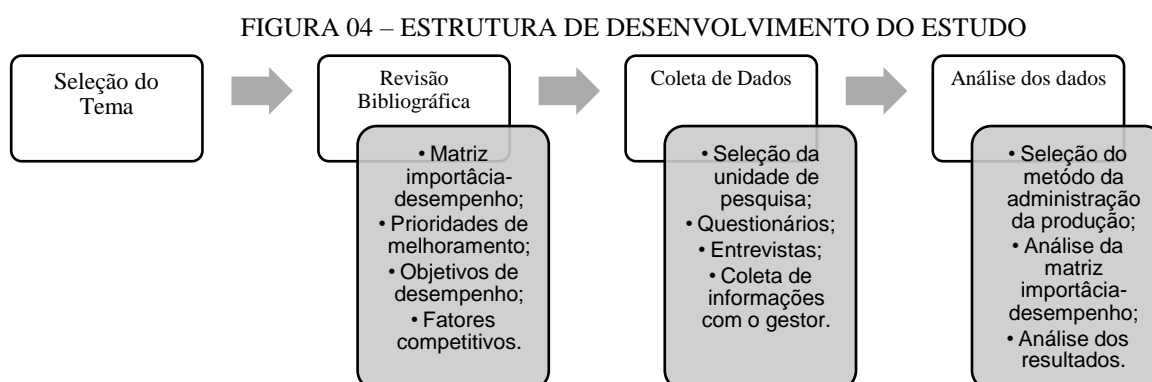 FIGURA 04 – ESTRUTURA DE DESENVOLVIMENTO DO ESTUDO
Seleção do
Tema
Revisão
Bibliográfica
• Matriz
importâcia-
desempenho;
• Prioridades de
melhoramento;
• Objetivos de
desempenho;
• Fatores
competitivos.
Coleta de Dados
• Seleção da
unidade de
pesquisa;
• Questionários;
• Entrevistas;
• Coleta de
informações
com o gestor.
Análise dos dados
• Seleção do
metódo da
administração
da produção;
• Análise da
matriz
importâcia-
desempenho;
• Análise dos
resultados.